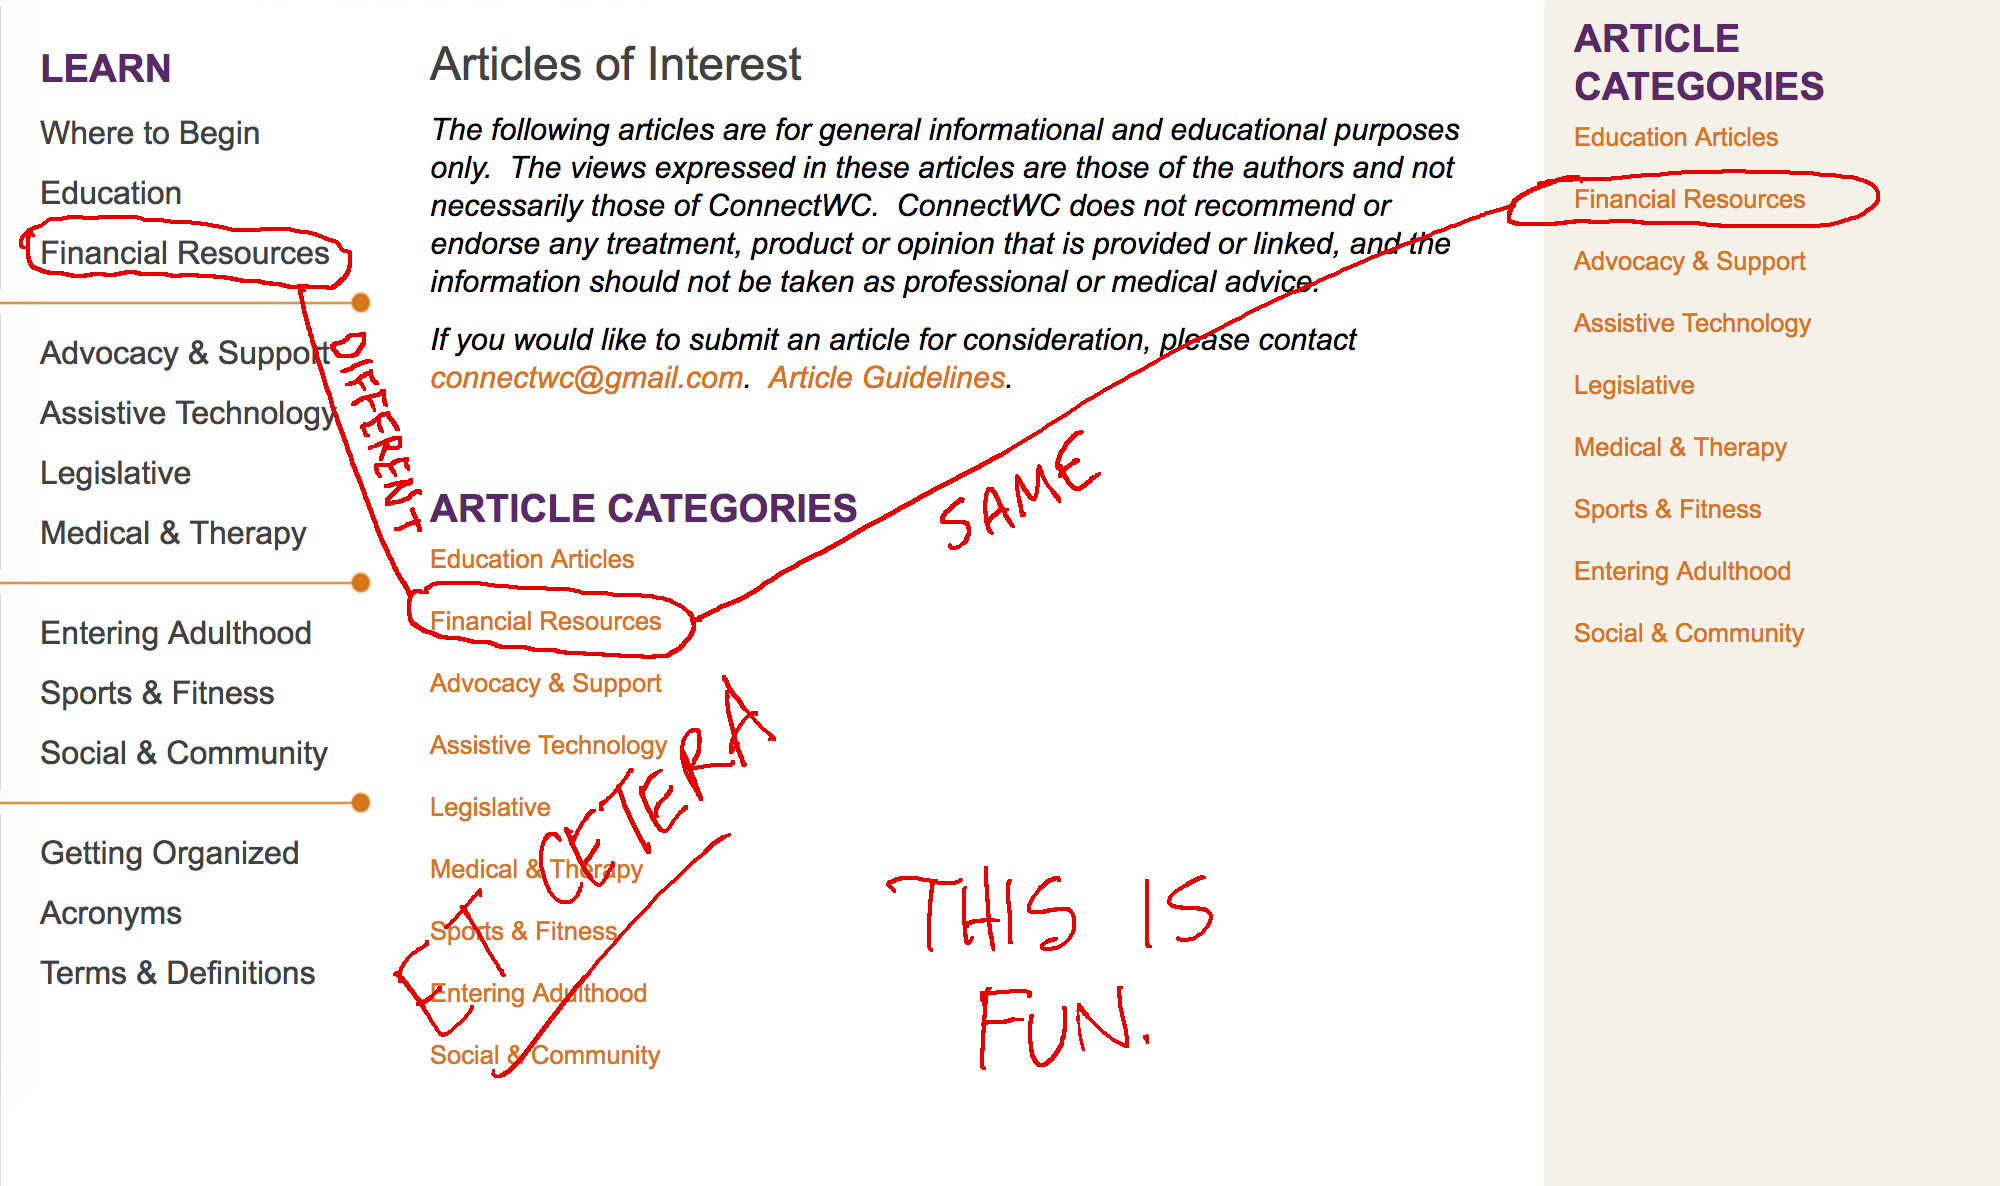 LEARN
Where to Begin
Education
Financial Resources
Advocacy & Support
Assistive Technology
Legislative
Medical & Therapy
Entering Adulthood
Sports & Fitness
Social & Community
Getting Organized
Acronyms
Terms & Definitions
DIFFERENT
Articles of Interest
The following articles are for general informational and educational purposes
only.  The views expressed in these articles are those of the authors and not
necessarily those of ConnectWC.  ConnectWC does not recommend or
endorse any treatment, product or opinion that is provided or linked, and the
information should not be taken as professional or medical advice.
If you would like to submit an article for consideration, please contact
connectwc@gmail.com.  Article Guidelines.
SAME
ARTICLE CATEGORIES
Education Articles
Financial Resources
Advocacy & Support
Assistive Technology
Legislative
Medical & Therapy
Sports & Fitness
Entering Adulthood
Social & Community
ET CETERA
THIS IS
FUN.
ARTICLE
CATEGORIES
Education Articles
Financial Resources
Advocacy & Support
Assistive Technology
Legislative
Medical & Therapy
Sports & Fitness
Entering Adulthood
Social & Community